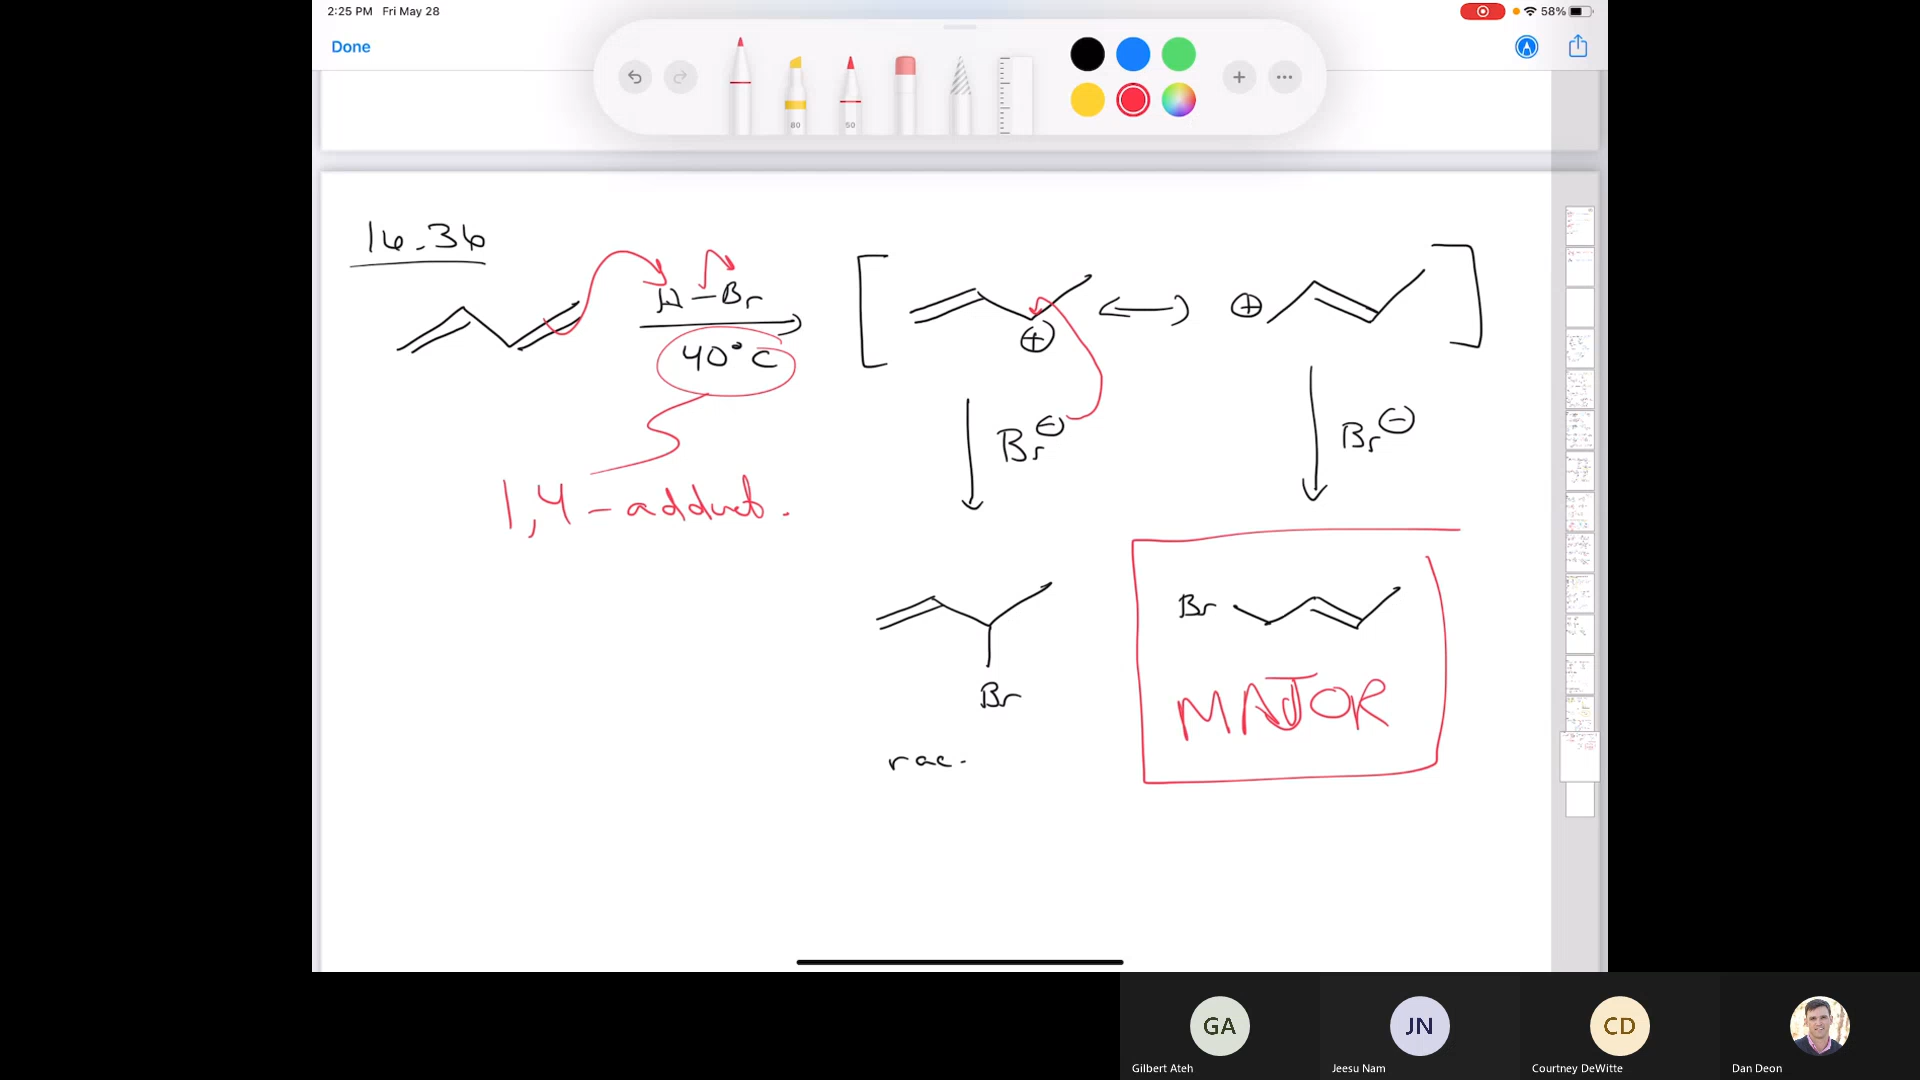 2:25 PM Fri May 28
58%
Done
80
50
16.36
H-Br
40°C
⊕
⊕
Br⊖
Br⊖
1,4-adduct.
Br
MAJOR
Br
rac.
GA
JN
CD
Gilbert Ateh
Jeesu Nam
Courtney DeWitte
Dan Deon